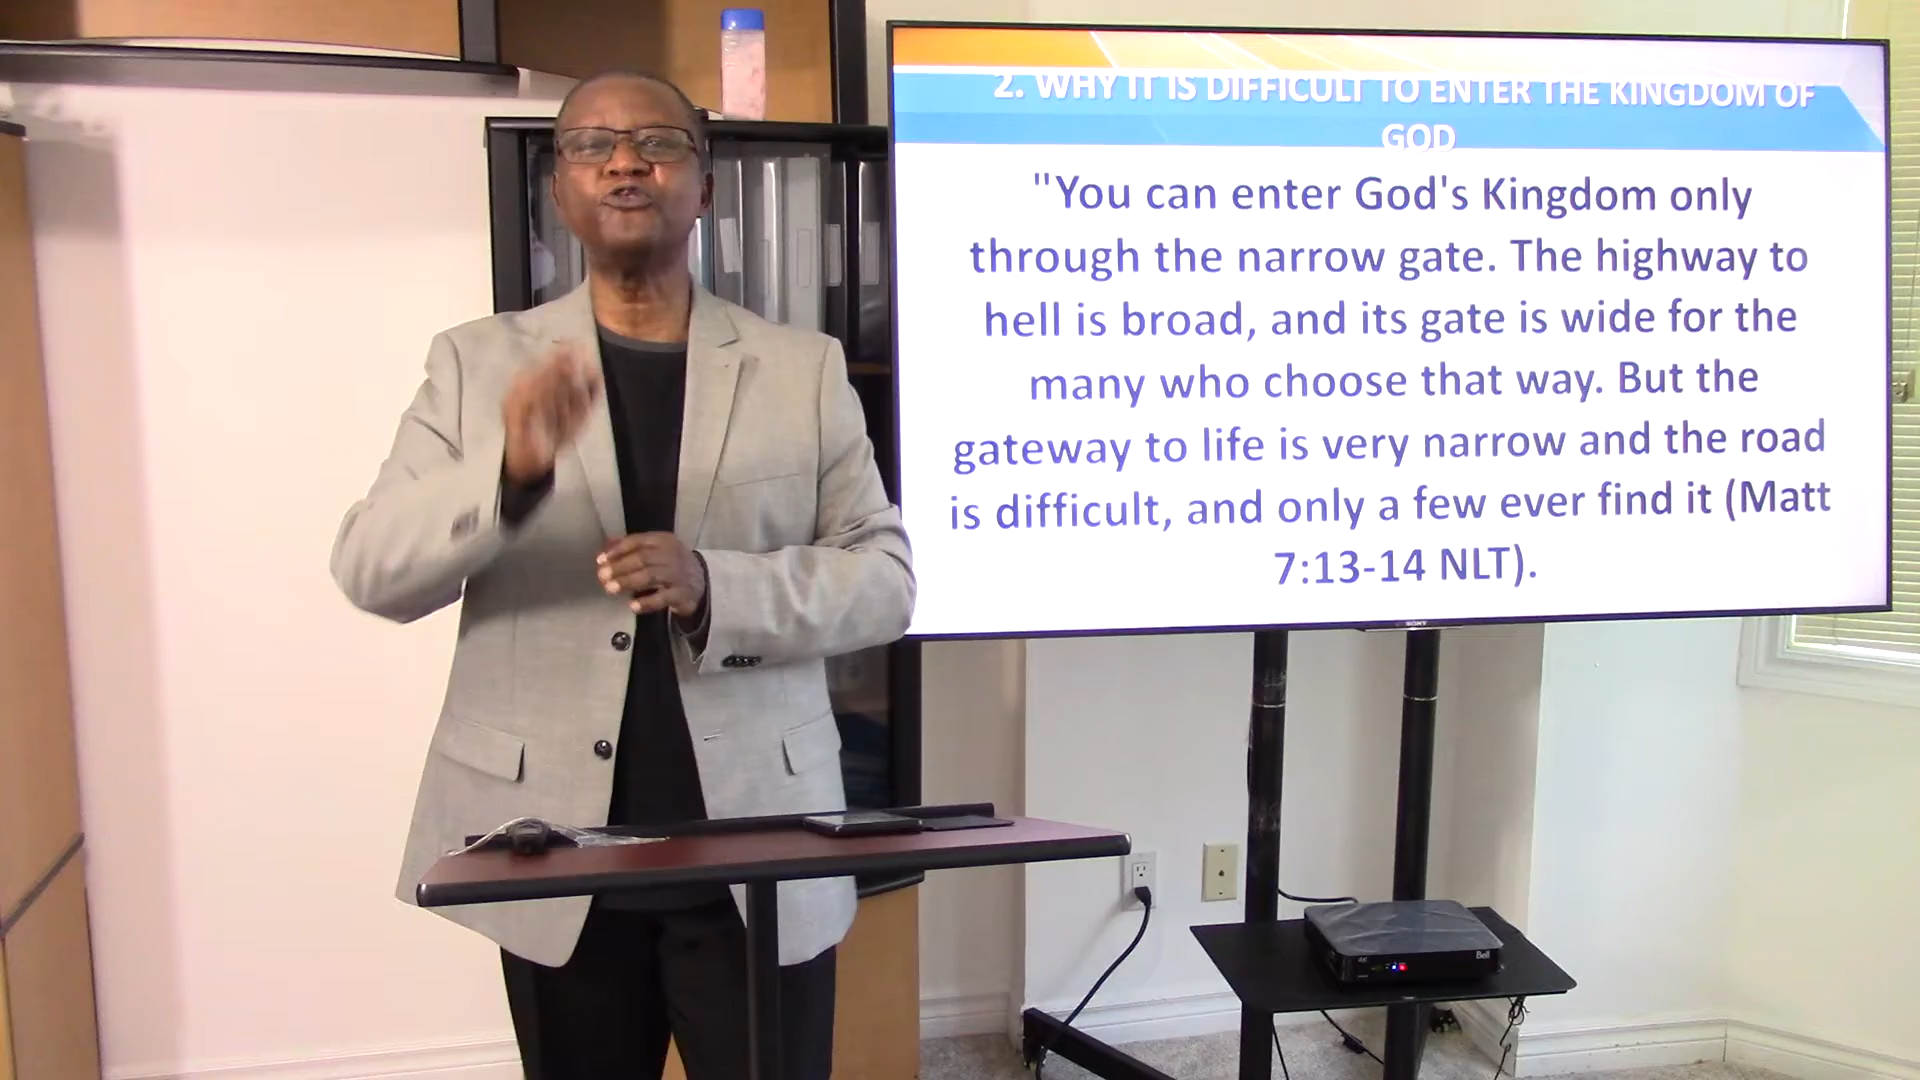 2. WHY IT IS DIFFICULT TO ENTER THE KINGDOM OF
GOD
"You can enter God's Kingdom only
through the narrow gate. The highway to
hell is broad, and its gate is wide for the
many who choose that way. But the
gateway to life is very narrow and the road
is difficult, and only a few ever find it (Matt
7:13-14 NLT).
SONY
Bell